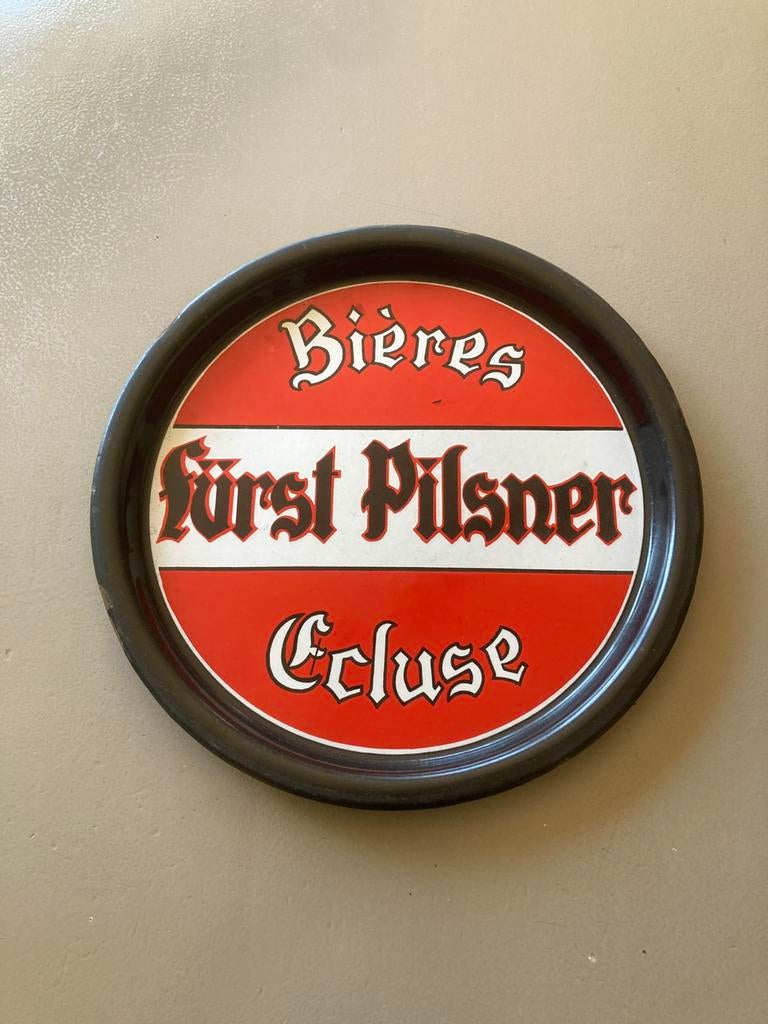 Bières
fürst Pilsner
Ecluse